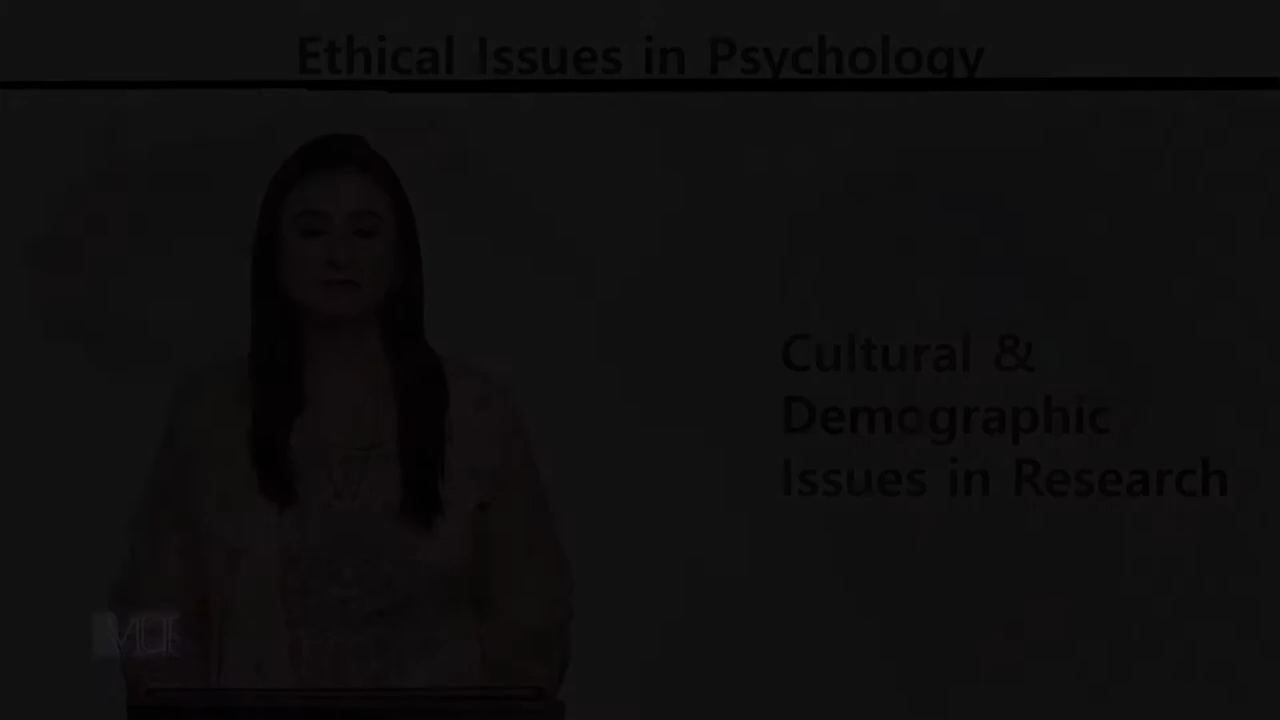 Ethical Issues in Psychology
Cultural &
Demographic
Issues in Research